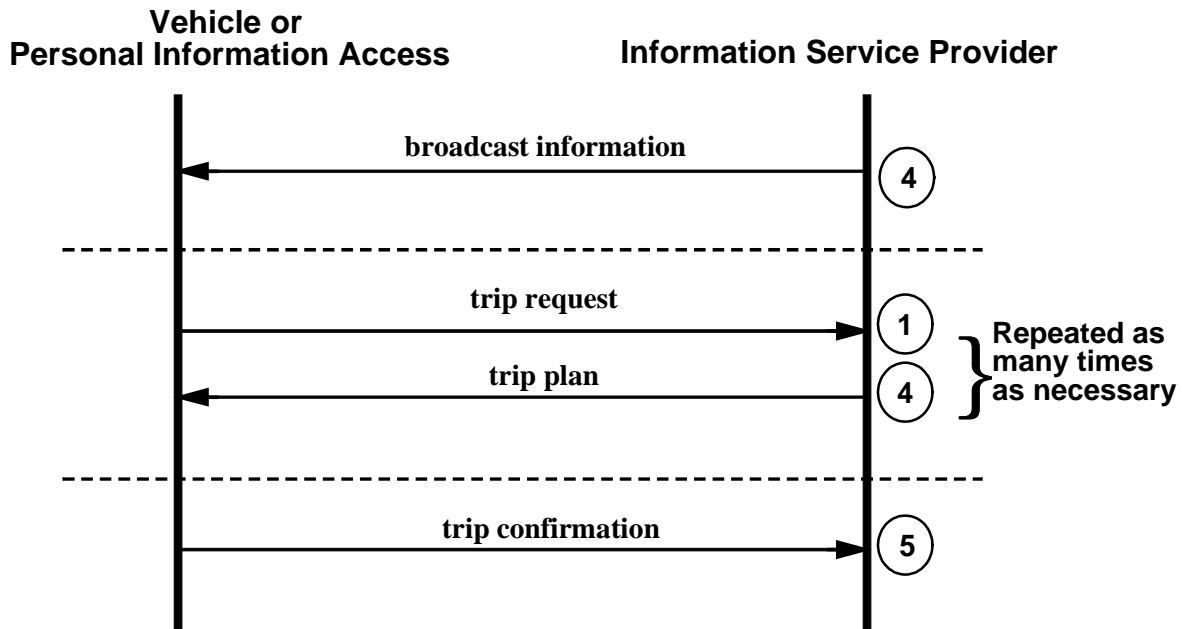 Vehicle or
Personal Information Access
Information Service Provider
broadcast information
4
trip request
1
trip plan
4
Repeated as
many times
as necessary
trip confirmation
5